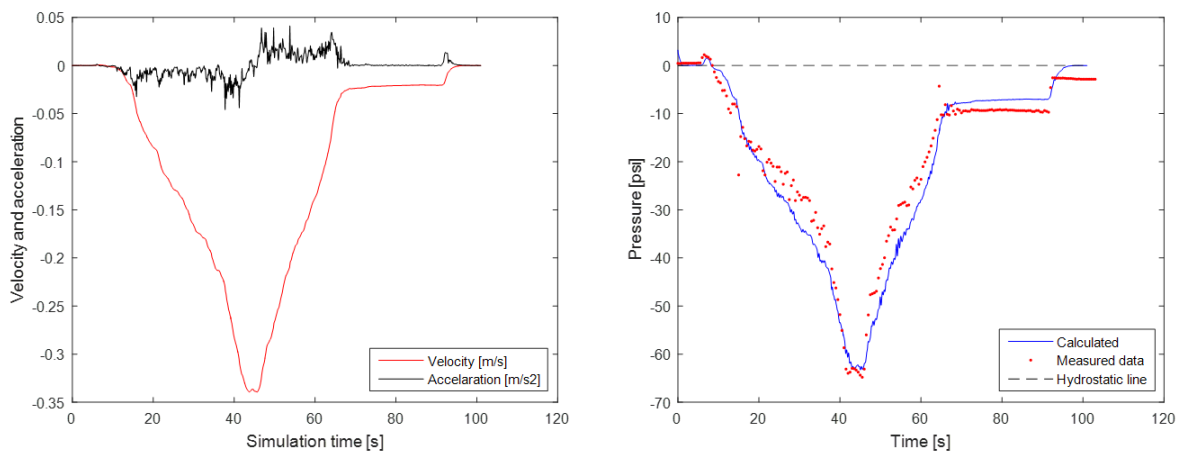 0.05
0
-0.05
-0.1
-0.15
-0.2
-0.25
-0.3
-0.35
Velocity and acceleration
0 20 40 60 80 100 120
Simulation time [s]
Velocity [m/s]
Accelaration [m/s2]
10
0
-10
-20
-30
-40
-50
-60
-70
Pressure [psi]
0 20 40 60 80 100 120
Time [s]
Calculated
Measured data
Hydrostatic line